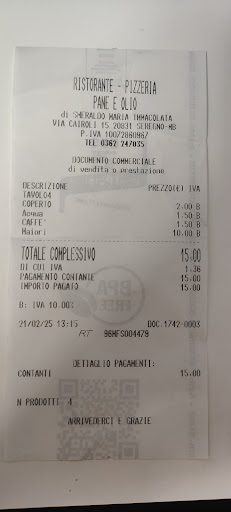 RISTORANTE - PIZZERIA
PANE E OLIO
di SMERALDO MARIA IMMACOLATA
VIA CAIROLI 15 20831 SEREGNO-MB
P.IVA 10072860962
TEL 0362 247035
DOCUMENTO COMMERCIALE
di vendita o prestazione
DESCRIZIONE PREZZO(€) IVA
TAVOLO4
COPERTO 2.00 B
Acqua 1.50 B
CAFFE' 1.50 B
Maiori 10.00 B
TOTALE COMPLESSIVO 15.00
DI CUI IVA 1.36
PAGAMENTO CONTANTE 15.00
IMPORTO PAGATO 15.00
B: IVA 10.00%
21/02/25 13:15 DOC.1742-0003
RT 96MFS004479
DETTAGLIO PAGAMENTI:
CONTANTI 15.00
N PRODOTTI 4
ARRIVEDERCI E GRAZIE
BPA
FREE